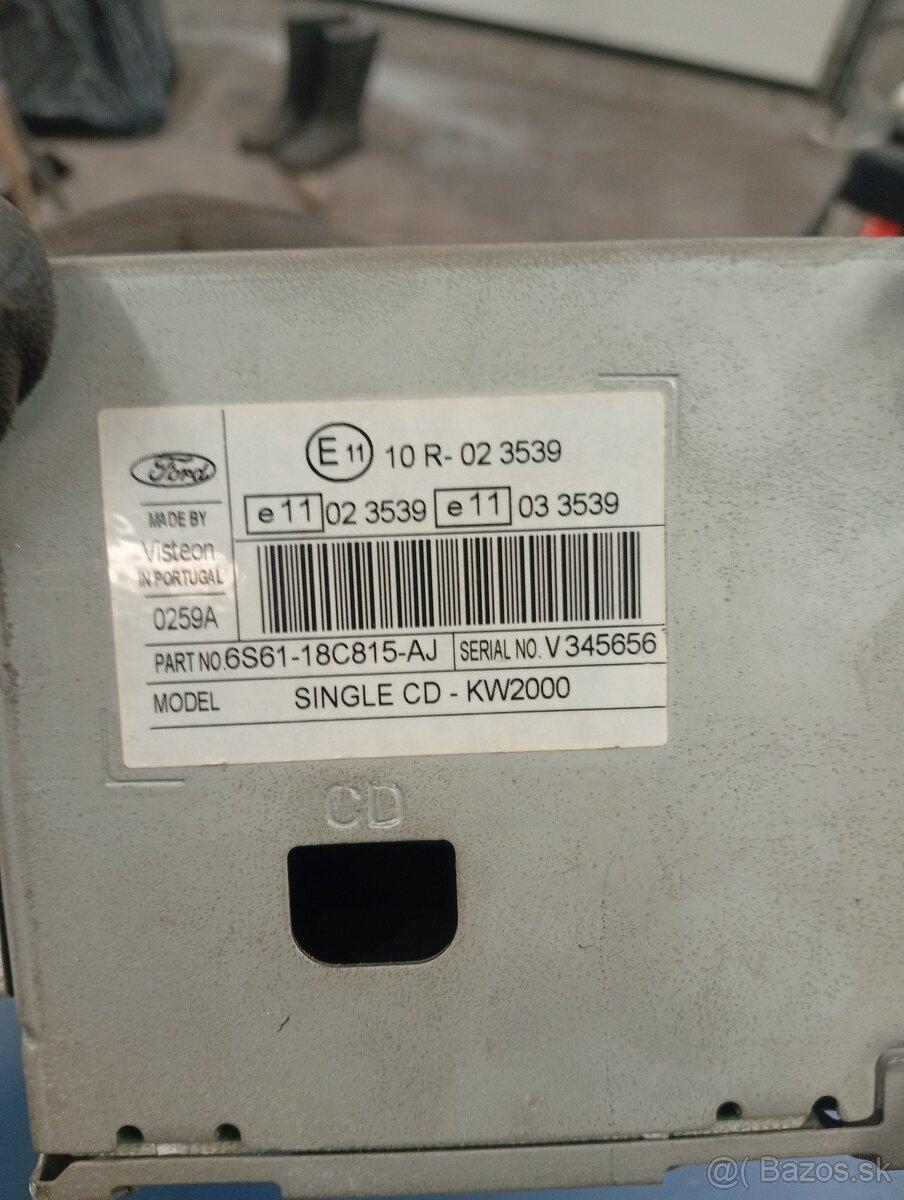 Ford
MADE BY
Visteon
IN PORTUGAL
0259A
E 11 10 R- 02 3539
e 11 02 3539 e 11 03 3539
PART NO. 6S61-18C815-AJ SERIAL NO. V 345656
MODEL SINGLE CD - KW2000
CD
@( Bazos.sk